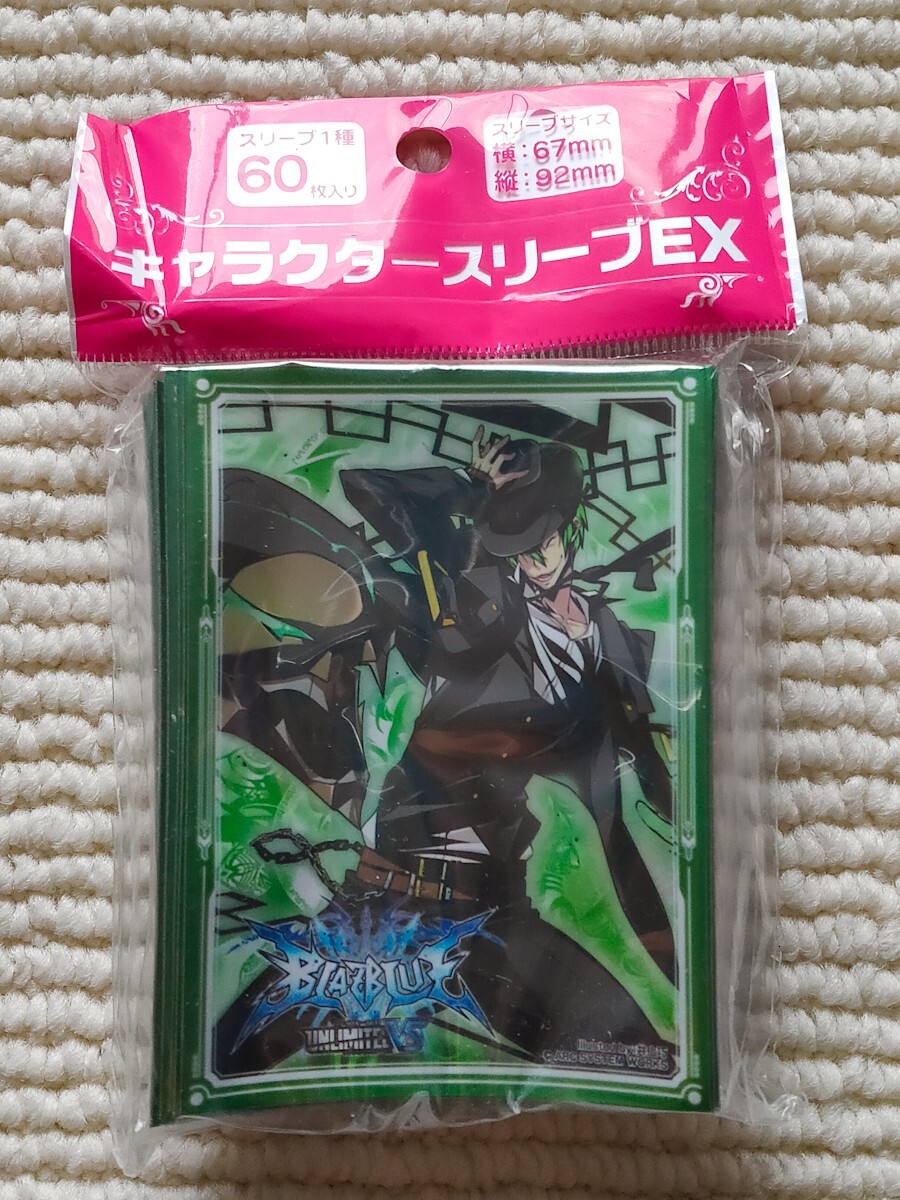 スリーブ1種
60枚入り
スリーブサイズ
横:67mm
縦:92mm
キャラクタースリーブEX
BLAZBLUE
UNLIMITED VS
Illusted by:
© ARC SYSTEM WORKS